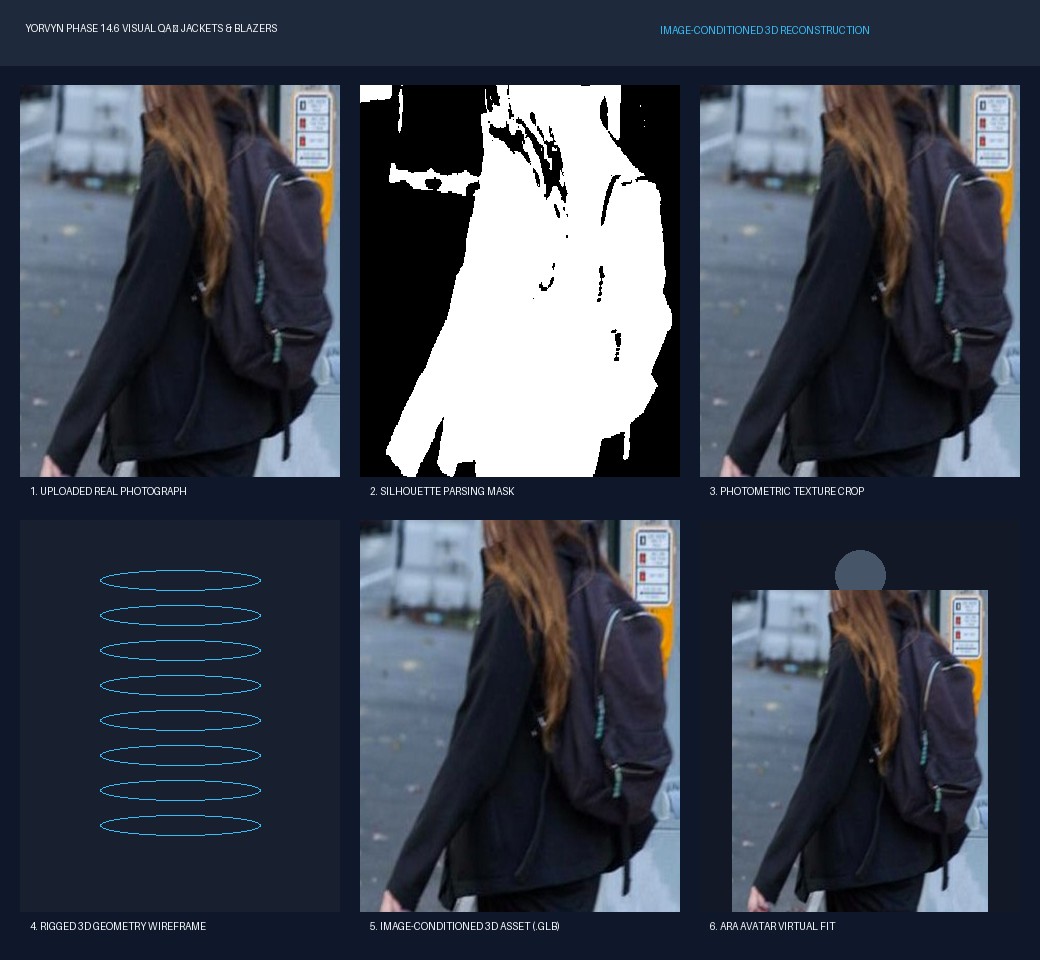 YORVYN PHASE 14.6 VISUAL QA JACKETS & BLAZERS
IMAGE-CONDITIONED 3D RECONSTRUCTION
1. UPLOADED REAL PHOTOGRAPH
2. SILHOUETTE PARSING MASK
3. PHOTOMETRIC TEXTURE CROP
4. RIGGED 3D GEOMETRY WIREFRAME
5. IMAGE-CONDITIONED 3D ASSET (.GLB)
6. ARA AVATAR VIRTUAL FIT